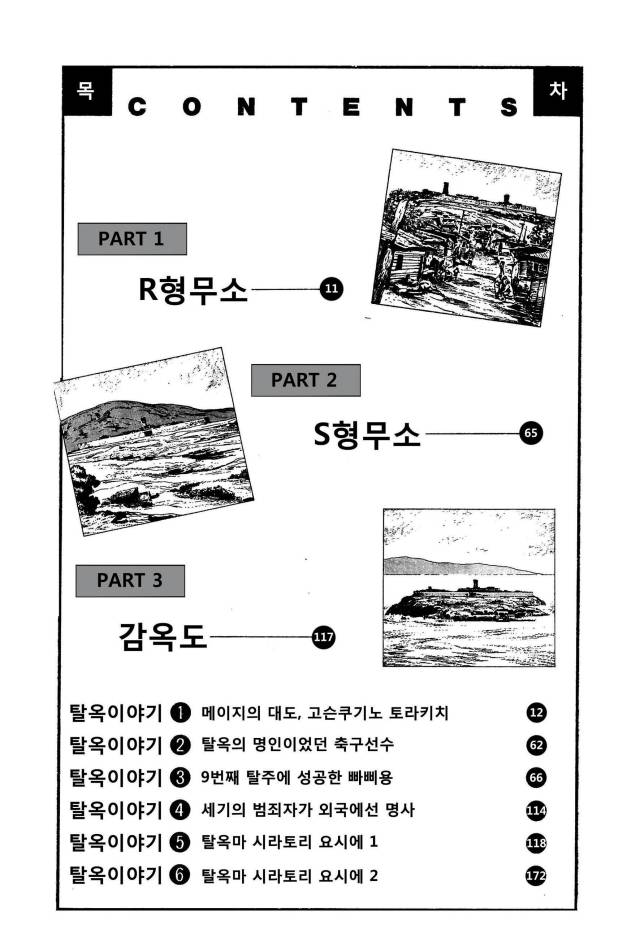 목 차
CONTENTS
PART 1
R형무소 11
PART 2
S형무소 65
PART 3
감옥도 117
탈옥이야기 1 메이지의 대도, 고슨쿠기노 토라키치 12
탈옥이야기 2 탈옥의 명인이었던 축구선수 62
탈옥이야기 3 9번째 탈주에 성공한 빠삐용 66
탈옥이야기 4 세기의 범죄자가 외국에선 명사 114
탈옥이야기 5 탈옥마 시라토리 요시에 1 118
탈옥이야기 6 탈옥마 시라토리 요시에 2 172